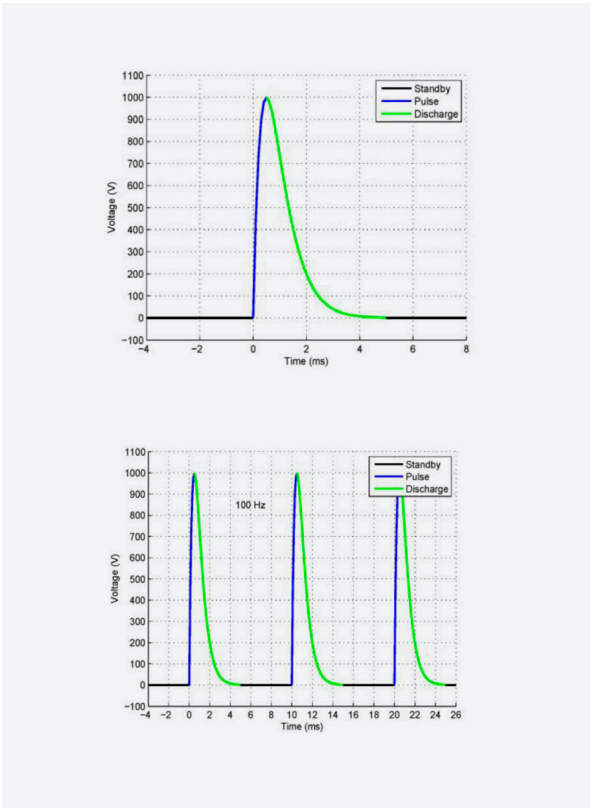 1100
1000
900
800
700
600
500
400
300
200
100
0
−100
Voltage (V)
Standby
Pulse
Discharge
−4 −2 0 2 4 6 8
Time (ms)
1100
1000
900
800
700
600
500
400
300
200
100
0
−100
Voltage (V)
100 Hz
Standby
Pulse
Discharge
−4 −2 0 2 4 6 8 10 12 14 16 18 20 22 24 26
Time (ms)